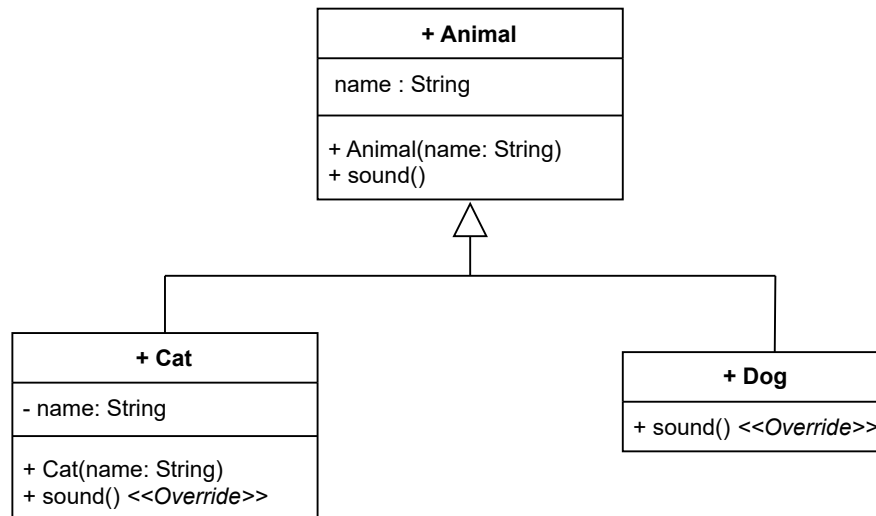 + Animal
name : String
+ Animal(name: String)
+ sound()
+ Cat
- name: String
+ Cat(name: String)
+ sound() <<Override>>
+ Dog
+ sound() <<Override>>